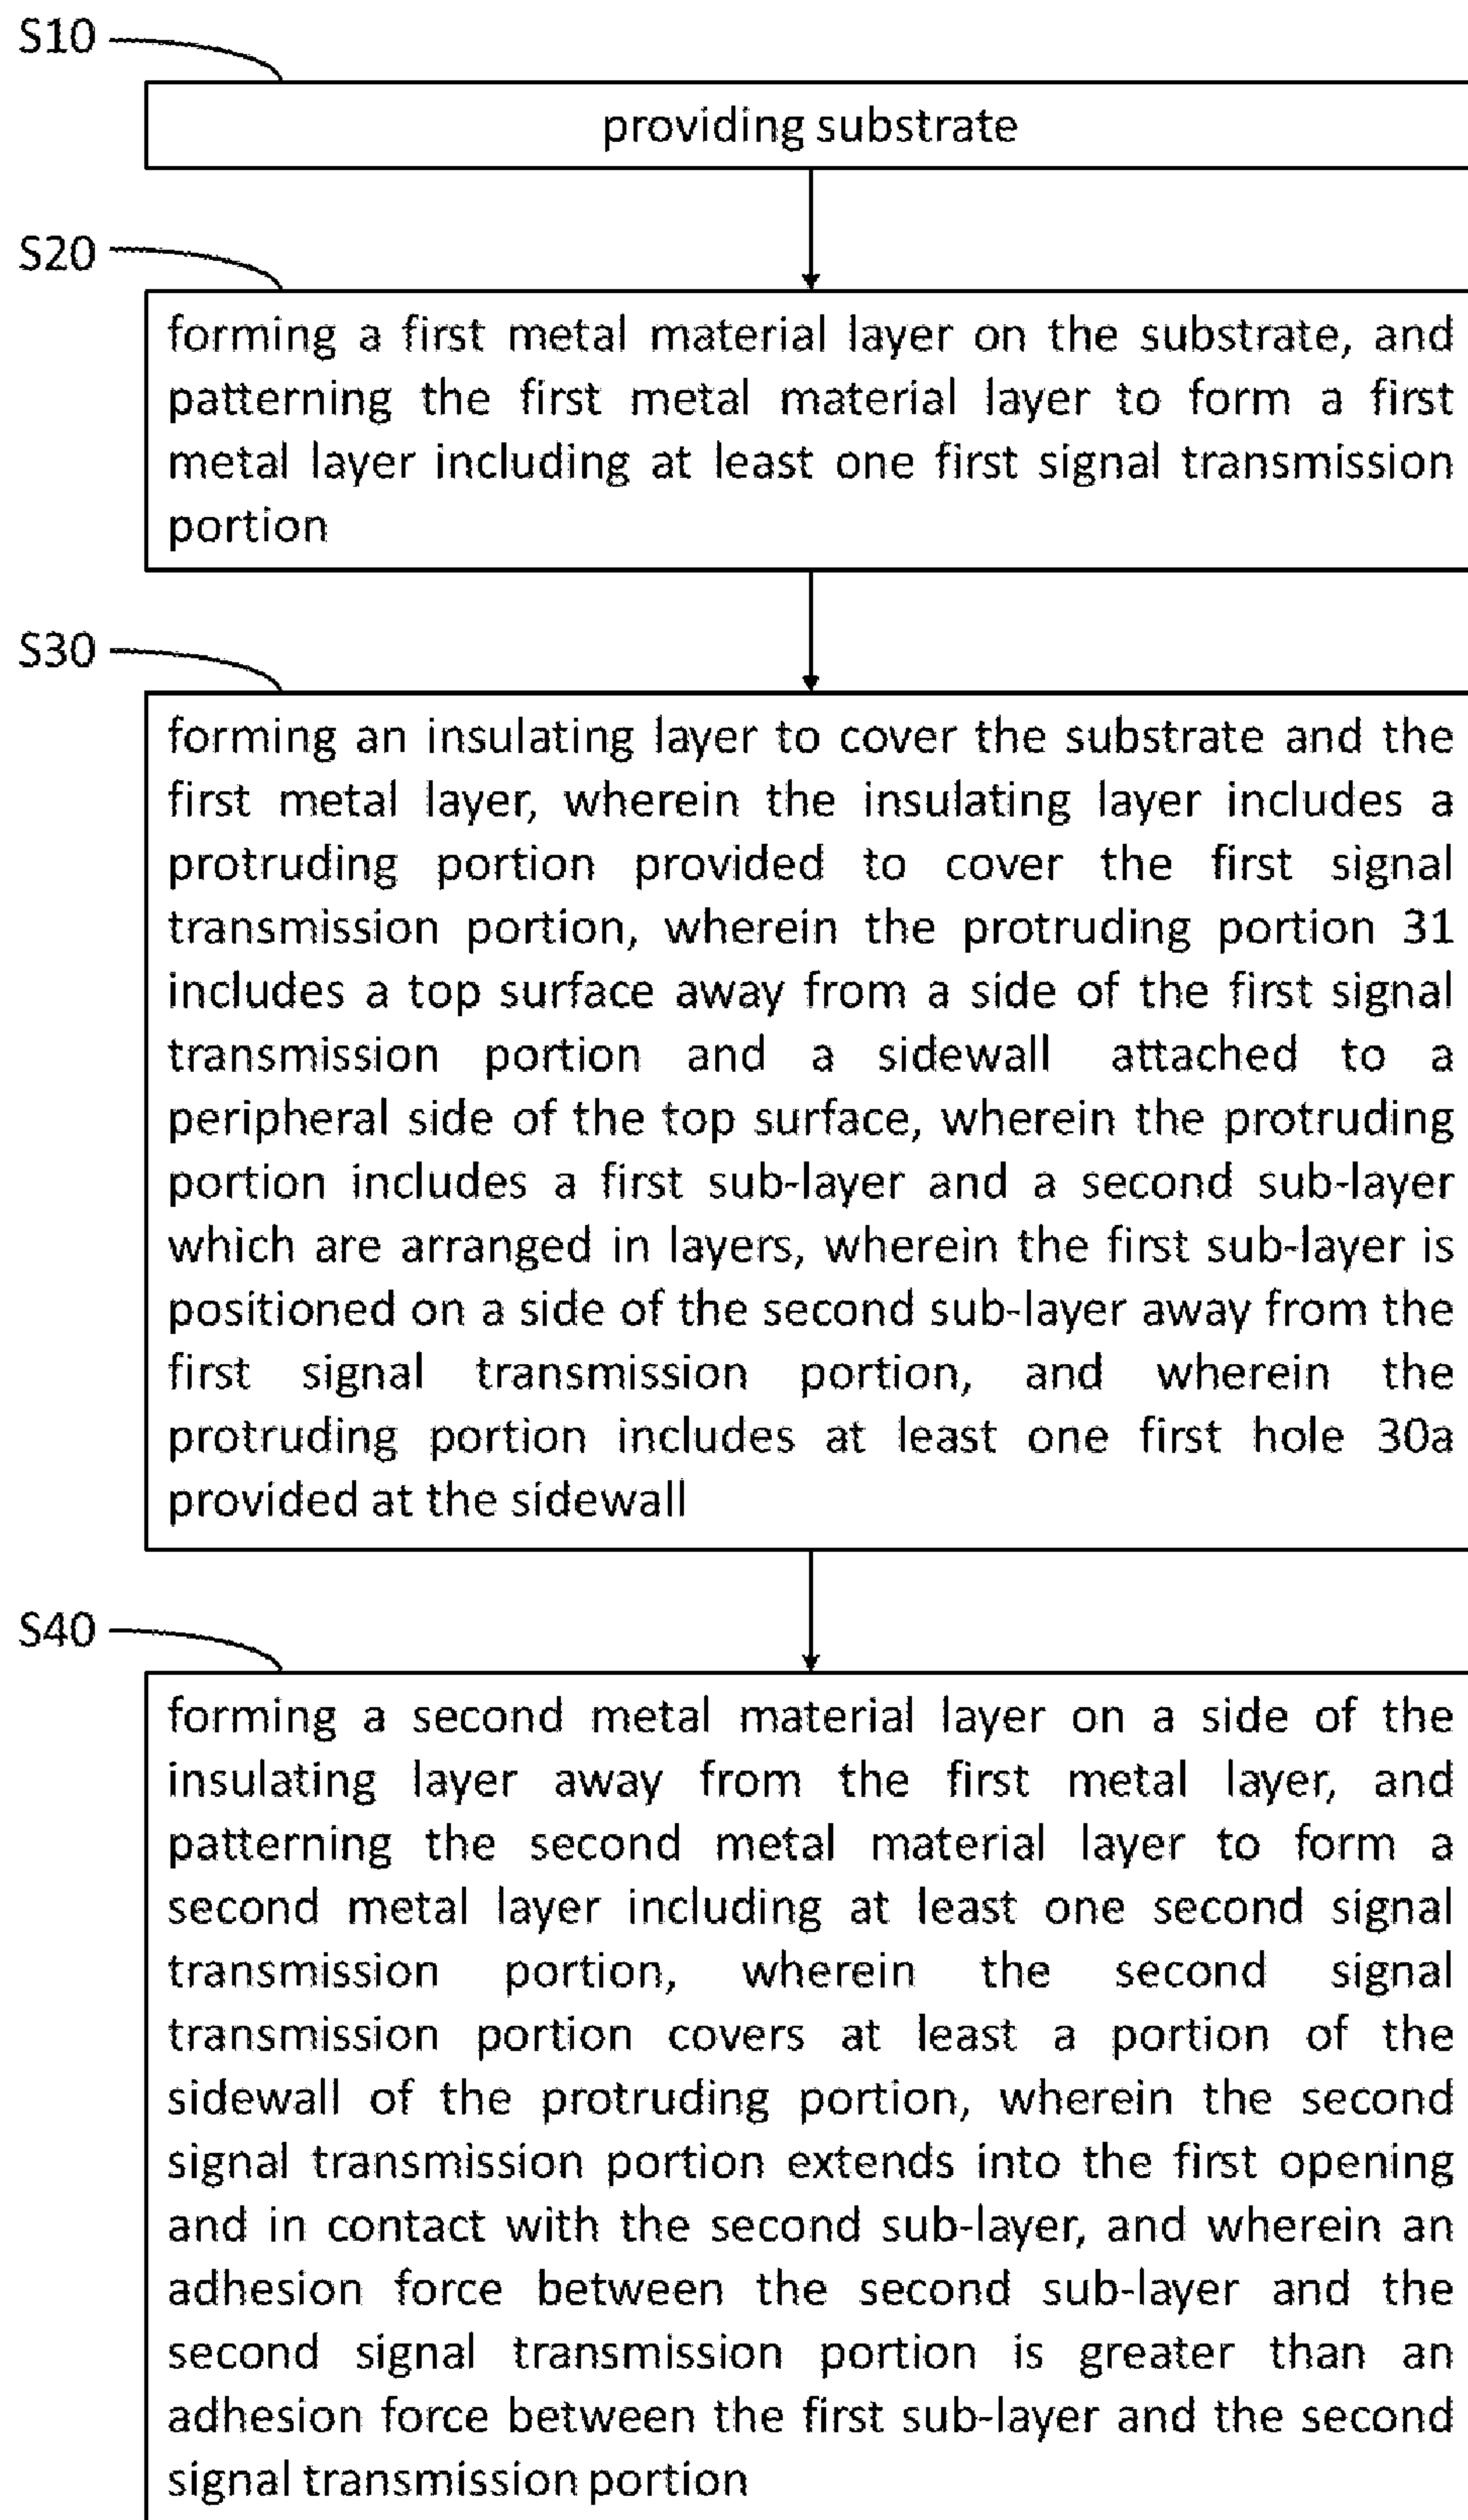 S10
providing substrate
S20
forming a first metal material layer on the substrate, and
patterning the first metal material layer to form a first
metal layer including at least one first signal transmission
portion
S30
forming an insulating layer to cover the substrate and the
first metal layer, wherein the insulating layer includes a
protruding portion provided to cover the first signal
transmission portion, wherein the protruding portion 31
includes a top surface away from a side of the first signal
transmission portion and a sidewall attached to a
peripheral side of the top surface, wherein the protruding
portion includes a first sub-layer and a second sub-layer
which are arranged in layers, wherein the first sub-layer is
positioned on a side of the second sub-layer away from the
first signal transmission portion, and wherein the
protruding portion includes at least one first hole 30a
provided at the sidewall
S40
forming a second metal material layer on a side of the
insulating layer away from the first metal layer, and
patterning the second metal material layer to form a
second metal layer including at least one second signal
transmission portion, wherein the second signal
transmission portion covers at least a portion of the
sidewall of the protruding portion, wherein the second
signal transmission portion extends into the first opening
and in contact with the second sub-layer, and wherein an
adhesion force between the second sub-layer and the
second signal transmission portion is greater than an
adhesion force between the first sub-layer and the second
signal transmission portion